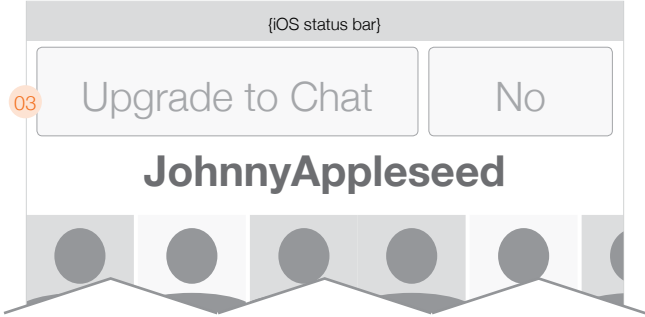 {iOS status bar}
03 Upgrade to Chat No
JohnnyAppleseed